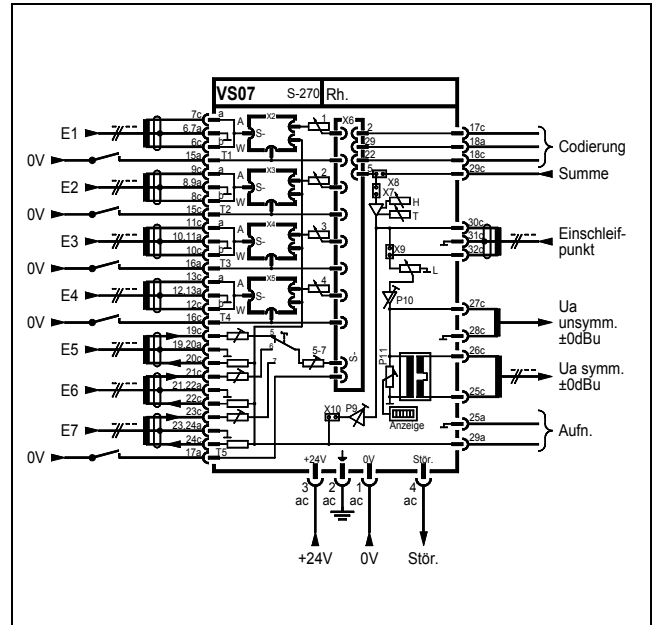 VS07 S-270 Rh.
7c a A X2 1 X6 2 17c
E1 6,7a S- 29 18a
6c b W 22 18c Codierung
0V 15a T1 5 29c Summe
9c a A X3 X8
E2 8,9a S- 2 X7
8c b W H
0V 15c T2 T
11c a A X4 3 30c
E3 10,11a S- 31c Einschleif-
10c b W X9 32c punkt
0V 16a T3 L
13c a A X5 4
E4 12,13a S- P10
12c b W 27c Ua
0V 16c T4 unsymm.
19c 5 28c ±0dBu
E5 19,20a 6 5-7 S- P11 26c
20c 7 Ua symm.
21c 25c ±0dBu
E6 21,22a
22c
23c X10 P9 Anzeige 25a
E7 23,24a Aufn.
24c 29a
0V 17a T5
+24V 0V Stör.
3 2 1 4
ac ac ac ac
+24V 0V Stör.